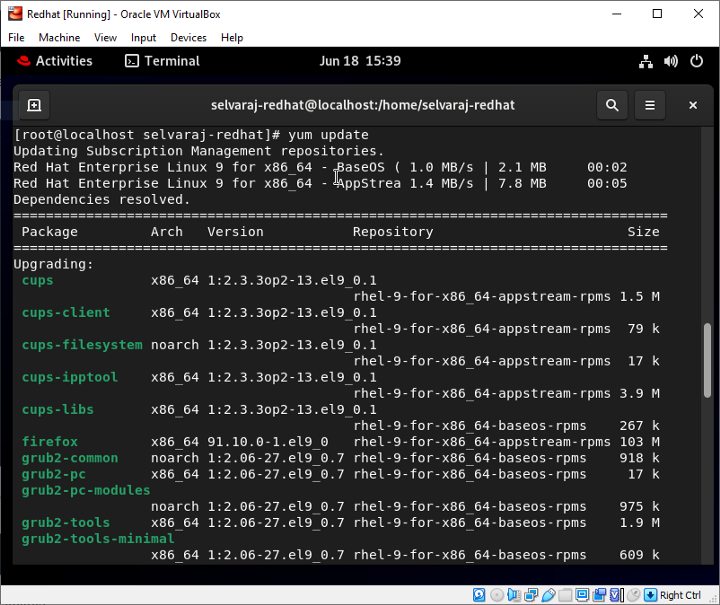 Redhat [Running] - Oracle VM VirtualBox
File Machine View Input Devices Help
Activities Terminal Jun 18 15:39
selvaraj-redhat@localhost:/home/selvaraj-redhat
[root@localhost selvaraj-redhat]# yum update
Updating Subscription Management repositories.
Red Hat Enterprise Linux 9 for x86_64 - BaseOS ( 1.0 MB/s | 2.1 MB 00:02
Red Hat Enterprise Linux 9 for x86_64 - AppStrea 1.4 MB/s | 7.8 MB 00:05
Dependencies resolved.
================================================================================
Package Arch Version Repository Size
================================================================================
Upgrading:
cups x86_64 1:2.3.3op2-13.el9_0.1
rhel-9-for-x86_64-appstream-rpms 1.5 M
cups-client x86_64 1:2.3.3op2-13.el9_0.1
rhel-9-for-x86_64-appstream-rpms 79 k
cups-filesystem noarch 1:2.3.3op2-13.el9_0.1
rhel-9-for-x86_64-appstream-rpms 17 k
cups-ipptool x86_64 1:2.3.3op2-13.el9_0.1
rhel-9-for-x86_64-appstream-rpms 3.9 M
cups-libs x86_64 1:2.3.3op2-13.el9_0.1
rhel-9-for-x86_64-baseos-rpms 267 k
firefox x86_64 91.10.0-1.el9_0 rhel-9-for-x86_64-appstream-rpms 103 M
grub2-common noarch 1:2.06-27.el9_0.7 rhel-9-for-x86_64-baseos-rpms 918 k
grub2-pc x86_64 1:2.06-27.el9_0.7 rhel-9-for-x86_64-baseos-rpms 17 k
grub2-pc-modules
noarch 1:2.06-27.el9_0.7 rhel-9-for-x86_64-baseos-rpms 975 k
grub2-tools x86_64 1:2.06-27.el9_0.7 rhel-9-for-x86_64-baseos-rpms 1.9 M
grub2-tools-minimal
x86_64 1:2.06-27.el9_0.7 rhel-9-for-x86_64-baseos-rpms 609 k
Right Ctrl